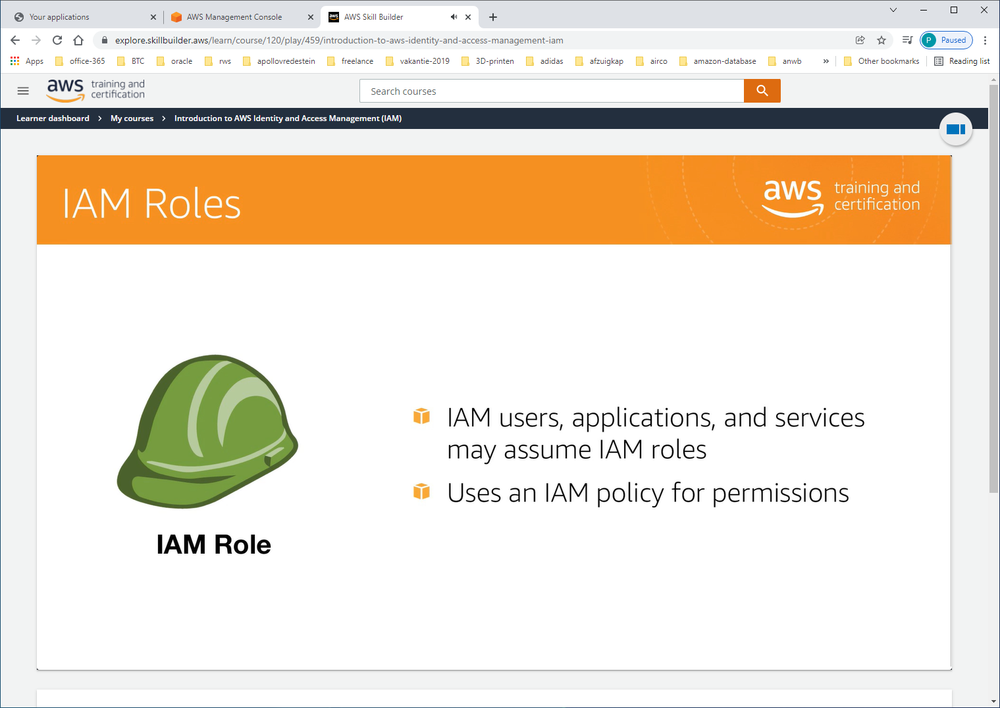 Your applications
AWS Management Console
aws
AWS Skill Builder
explore.skillbuilder.aws/learn/course/120/play/459/introduction-to-aws-identity-and-access-management-iam
P
Paused
Apps
office-365
BTC
oracle
rws
apollovredestein
freelance
vakantie-2019
3D-printen
adidas
afzuigkap
airco
amazon-database
anwb
»
Other bookmarks
Reading list
aws
training and
certification
Search courses
Learner dashboard > My courses > Introduction to AWS Identity and Access Management (IAM)
IAM Roles
aws
training and
certification
IAM users, applications, and services
may assume IAM roles
Uses an IAM policy for permissions
IAM Role